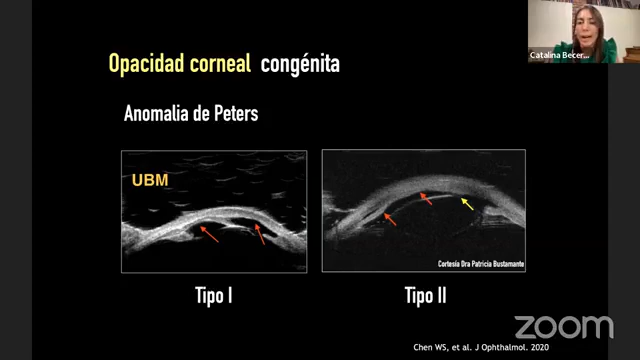 Catalina Becer...
Opacidad corneal congénita
Anomalia de Peters
UBM
Cortesía Dra Patricia Bustamante
Tipo I
Tipo II
zoom
Chen WS, et al. J Ophthalmol. 2020